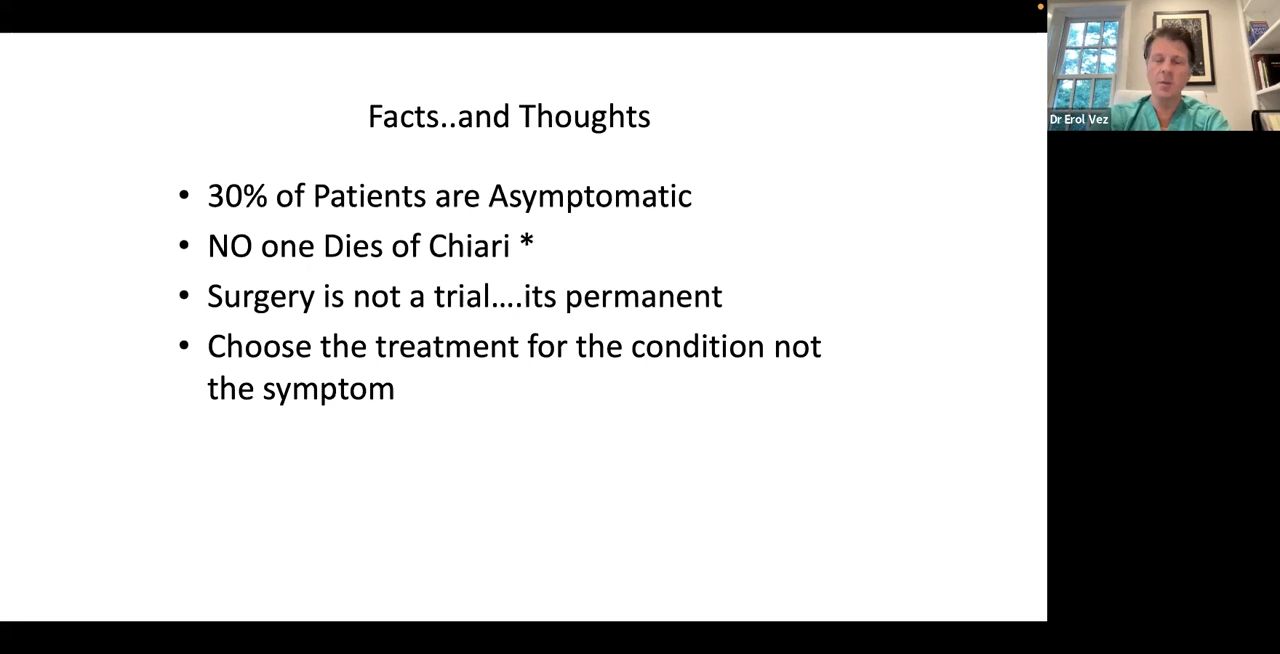 Facts..and Thoughts
• 30% of Patients are Asymptomatic
• NO one Dies of Chiari *
• Surgery is not a trial....its permanent
• Choose the treatment for the condition not
the symptom
Dr Erol Vez